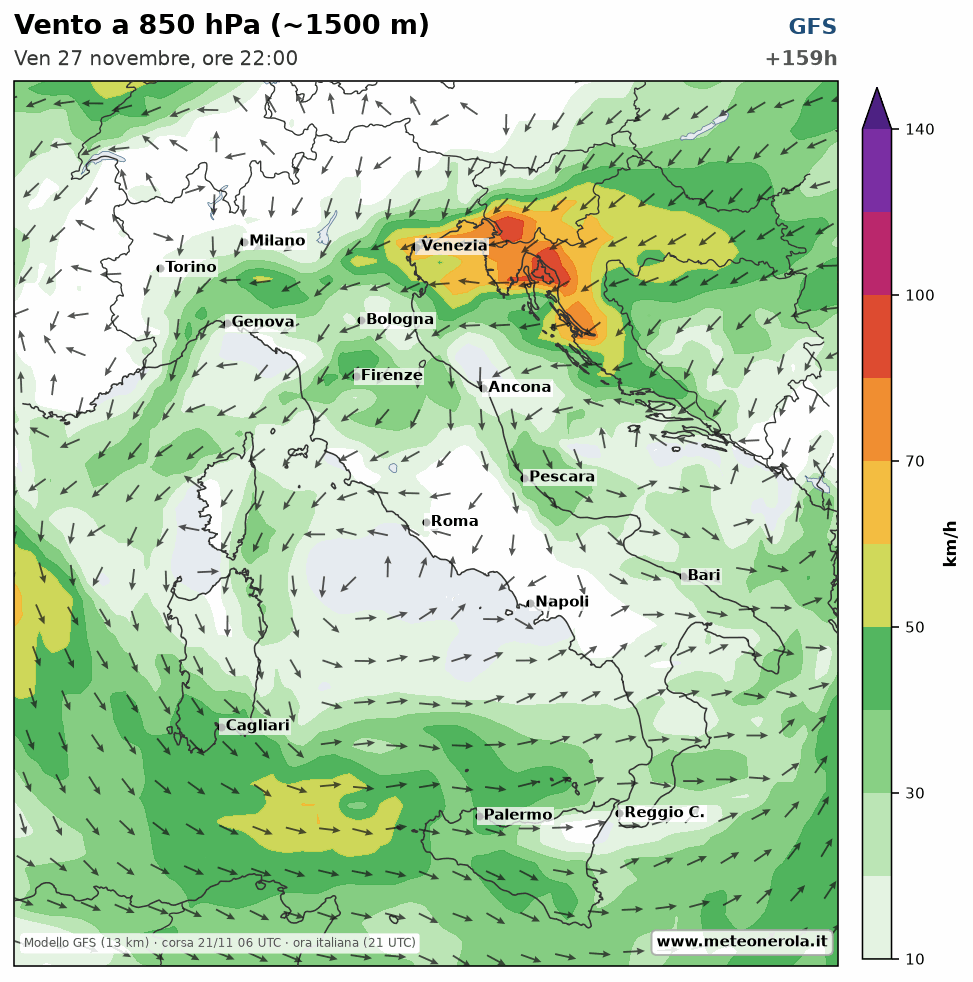 Vento a 850 hPa (~1500 m)
GFS
Ven 27 novembre, ore 22:00
+159h
140
Venezia
Milano
Torino
100
Genova
Bologna
Firenze
Ancona
70
Pescara
Roma
km/h
Bari
Napoli
50
Cagliari
30
Palermo
Reggio C.
Modello GFS (13 km) · corsa 21/11 06 UTC · ora italiana (21 UTC)
www.meteonerola.it
10